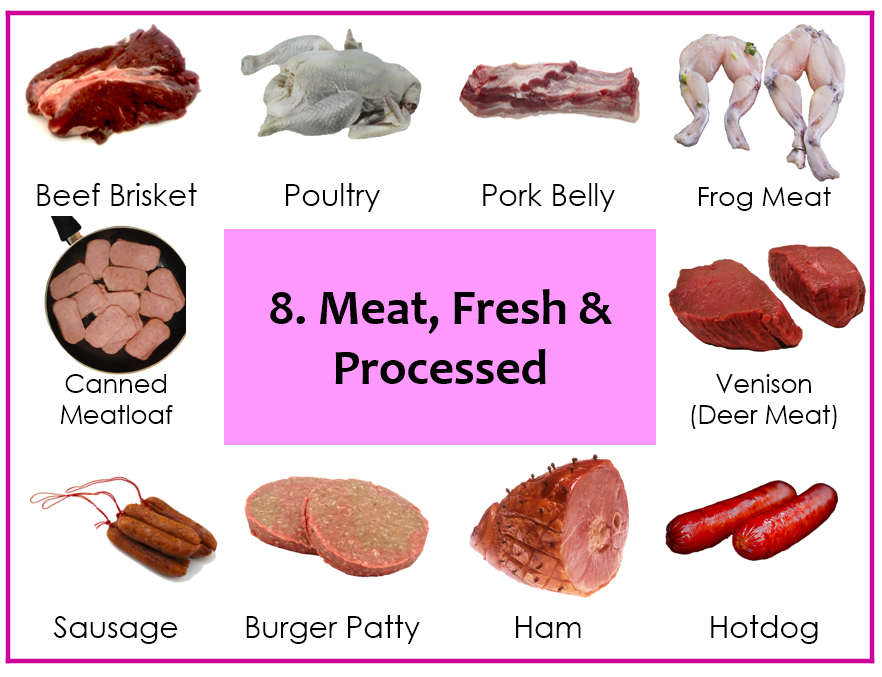 Beef Brisket
Poultry
Pork Belly
Frog Meat
8. Meat, Fresh &
Processed
Canned
Meatloaf
Venison
(Deer Meat)
Sausage
Burger Patty
Ham
Hotdog